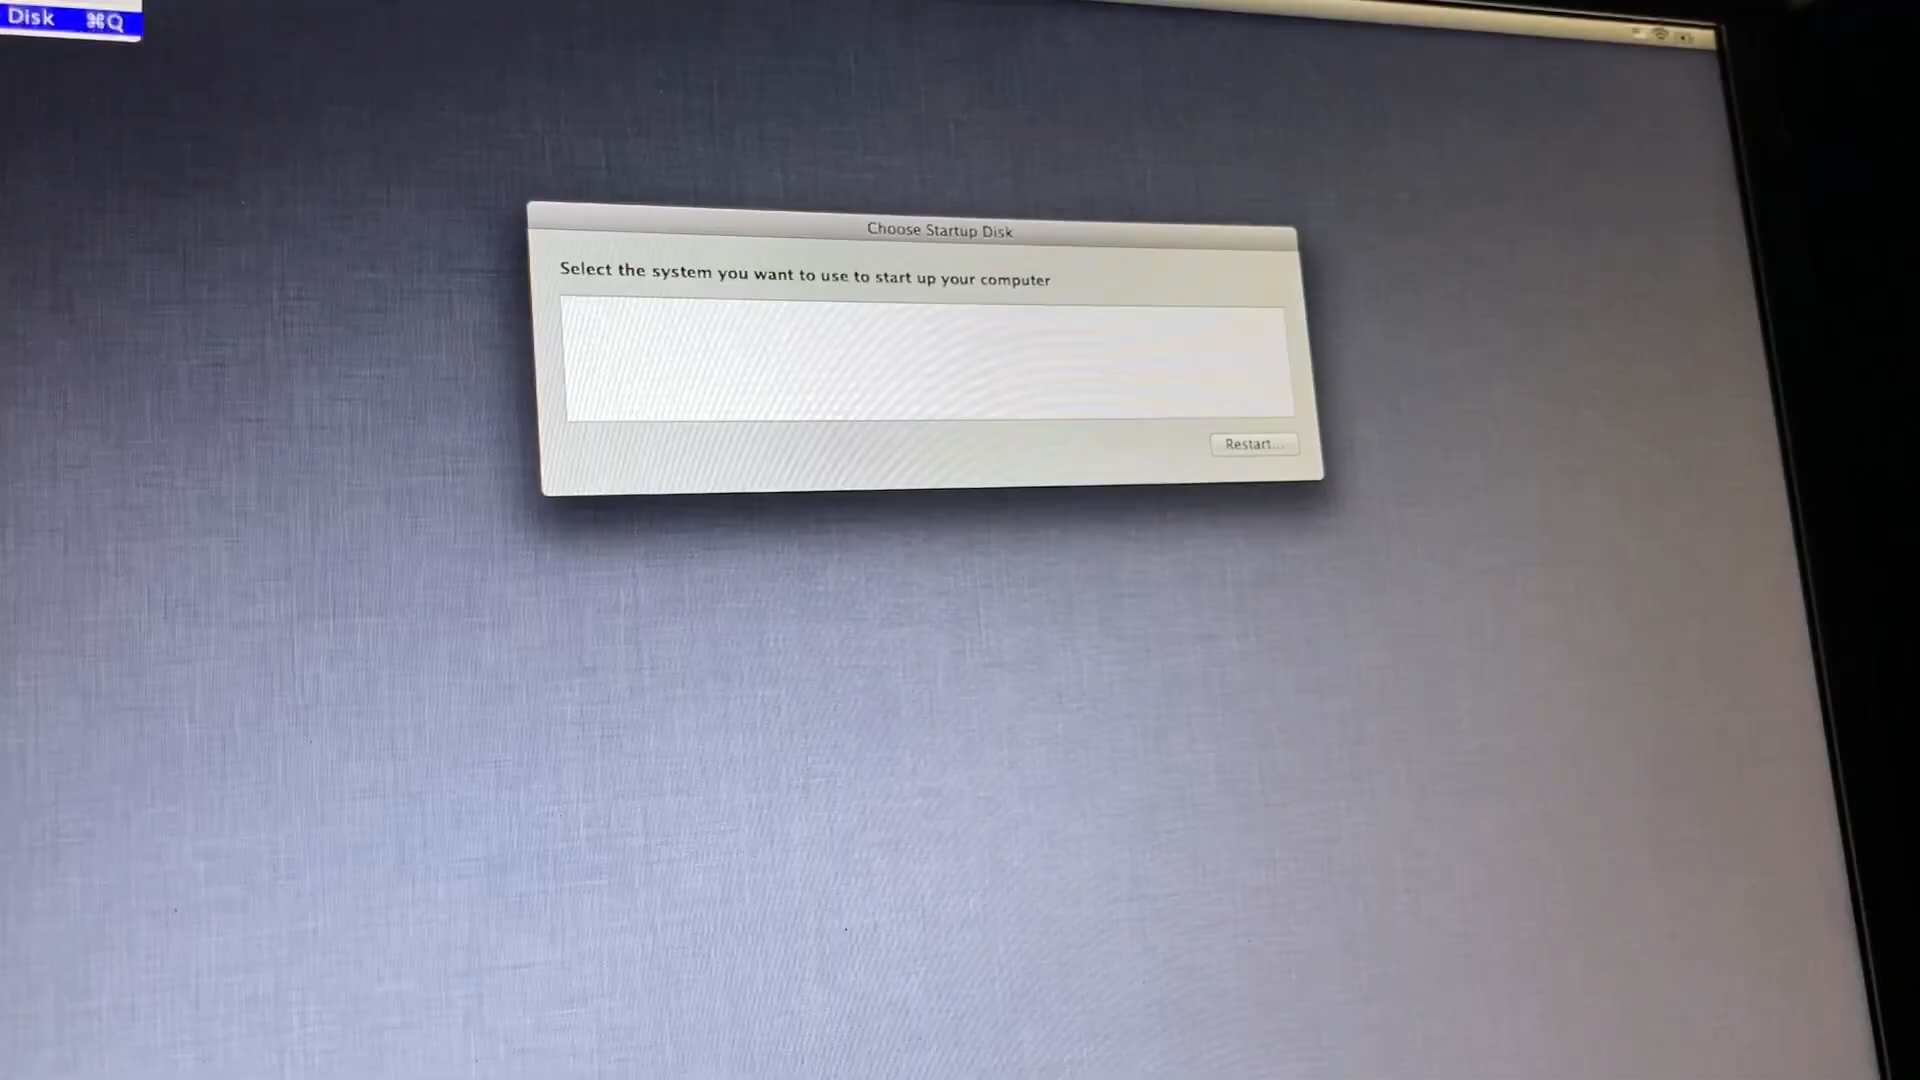 Disk ⌘Q
Choose Startup Disk
Select the system you want to use to start up your computer
Restart...